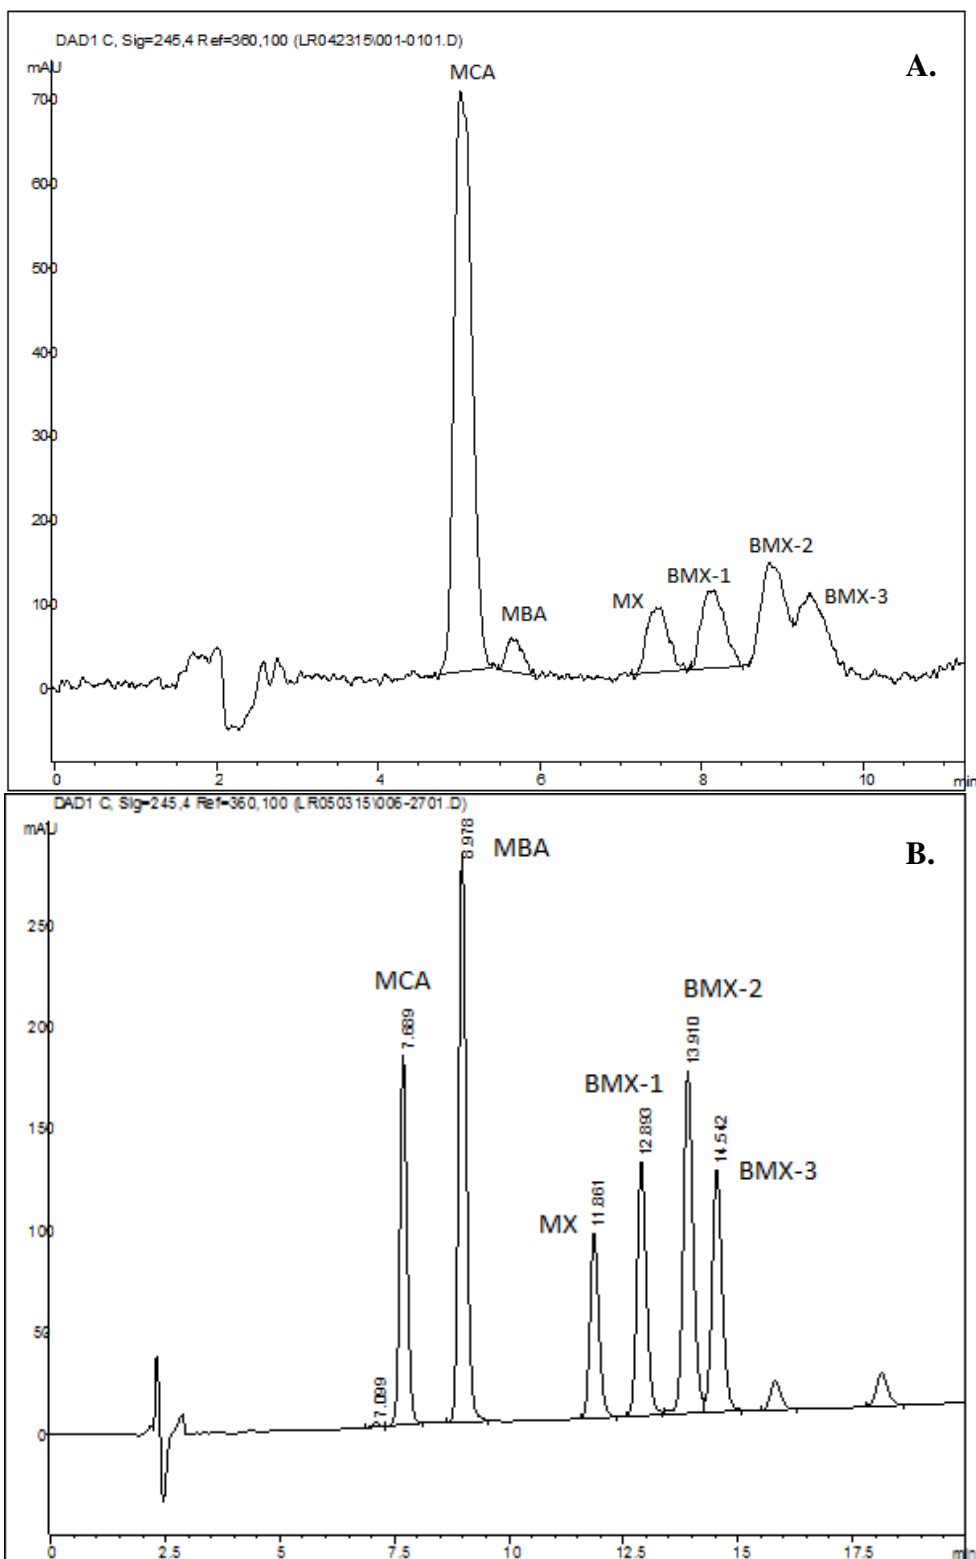 DAD1 C, Sig=245,4 Ref=360,100 (LR042315\001-0101.D)
mAU
A.
MCA
700
600
500
400
300
200
100
0
BMX-2
BMX-1
MX
BMX-3
MBA
0 2 4 6 8 10 min
DAD1 C, Sig=245,4 Ref=360,100 (LR050315\006-2701.D)
mAU
B.
8.978
MBA
250
MCA
BMX-2
200
7.689
13.910
BMX-1
150
12.893
14.542
BMX-3
MX
11.861
100
50
7.099
0
0 2.5 5 7.5 10 12.5 15 17.5 min